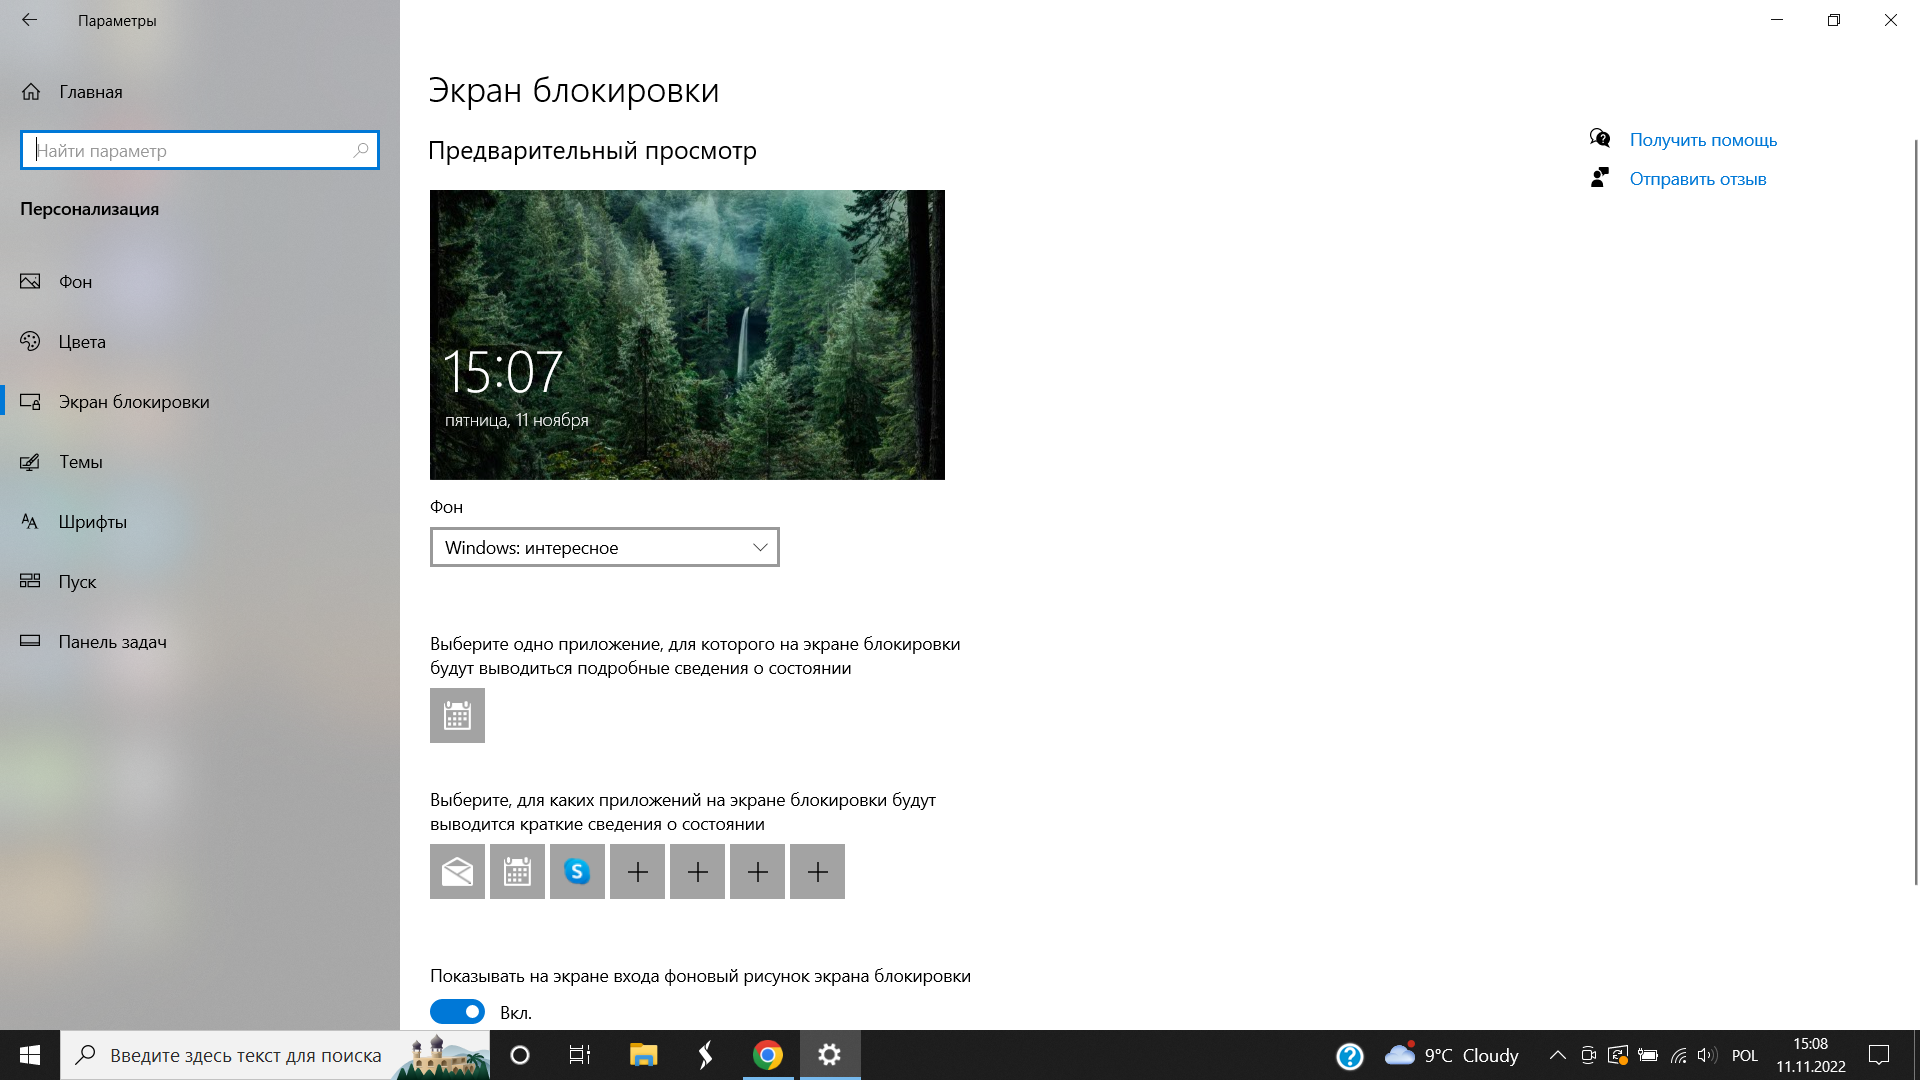 Параметры
Главная
Найти параметр
Персонализация
Фон
Цвета
Экран блокировки
Темы
Шрифты
Пуск
Панель задач
Экран блокировки
Предварительный просмотр
15:07
пятница, 11 ноября
Фон
Windows: интересное
Выберите одно приложение, для которого на экране блокировки
будут выводиться подробные сведения о состоянии
Выберите, для каких приложений на экране блокировки будут
выводится краткие сведения о состоянии
Показывать на экране входа фоновый рисунок экрана блокировки
Вкл.
Получить помощь
Отправить отзыв
Введите здесь текст для поиска
9°C Cloudy
POL
15:08
11.11.2022